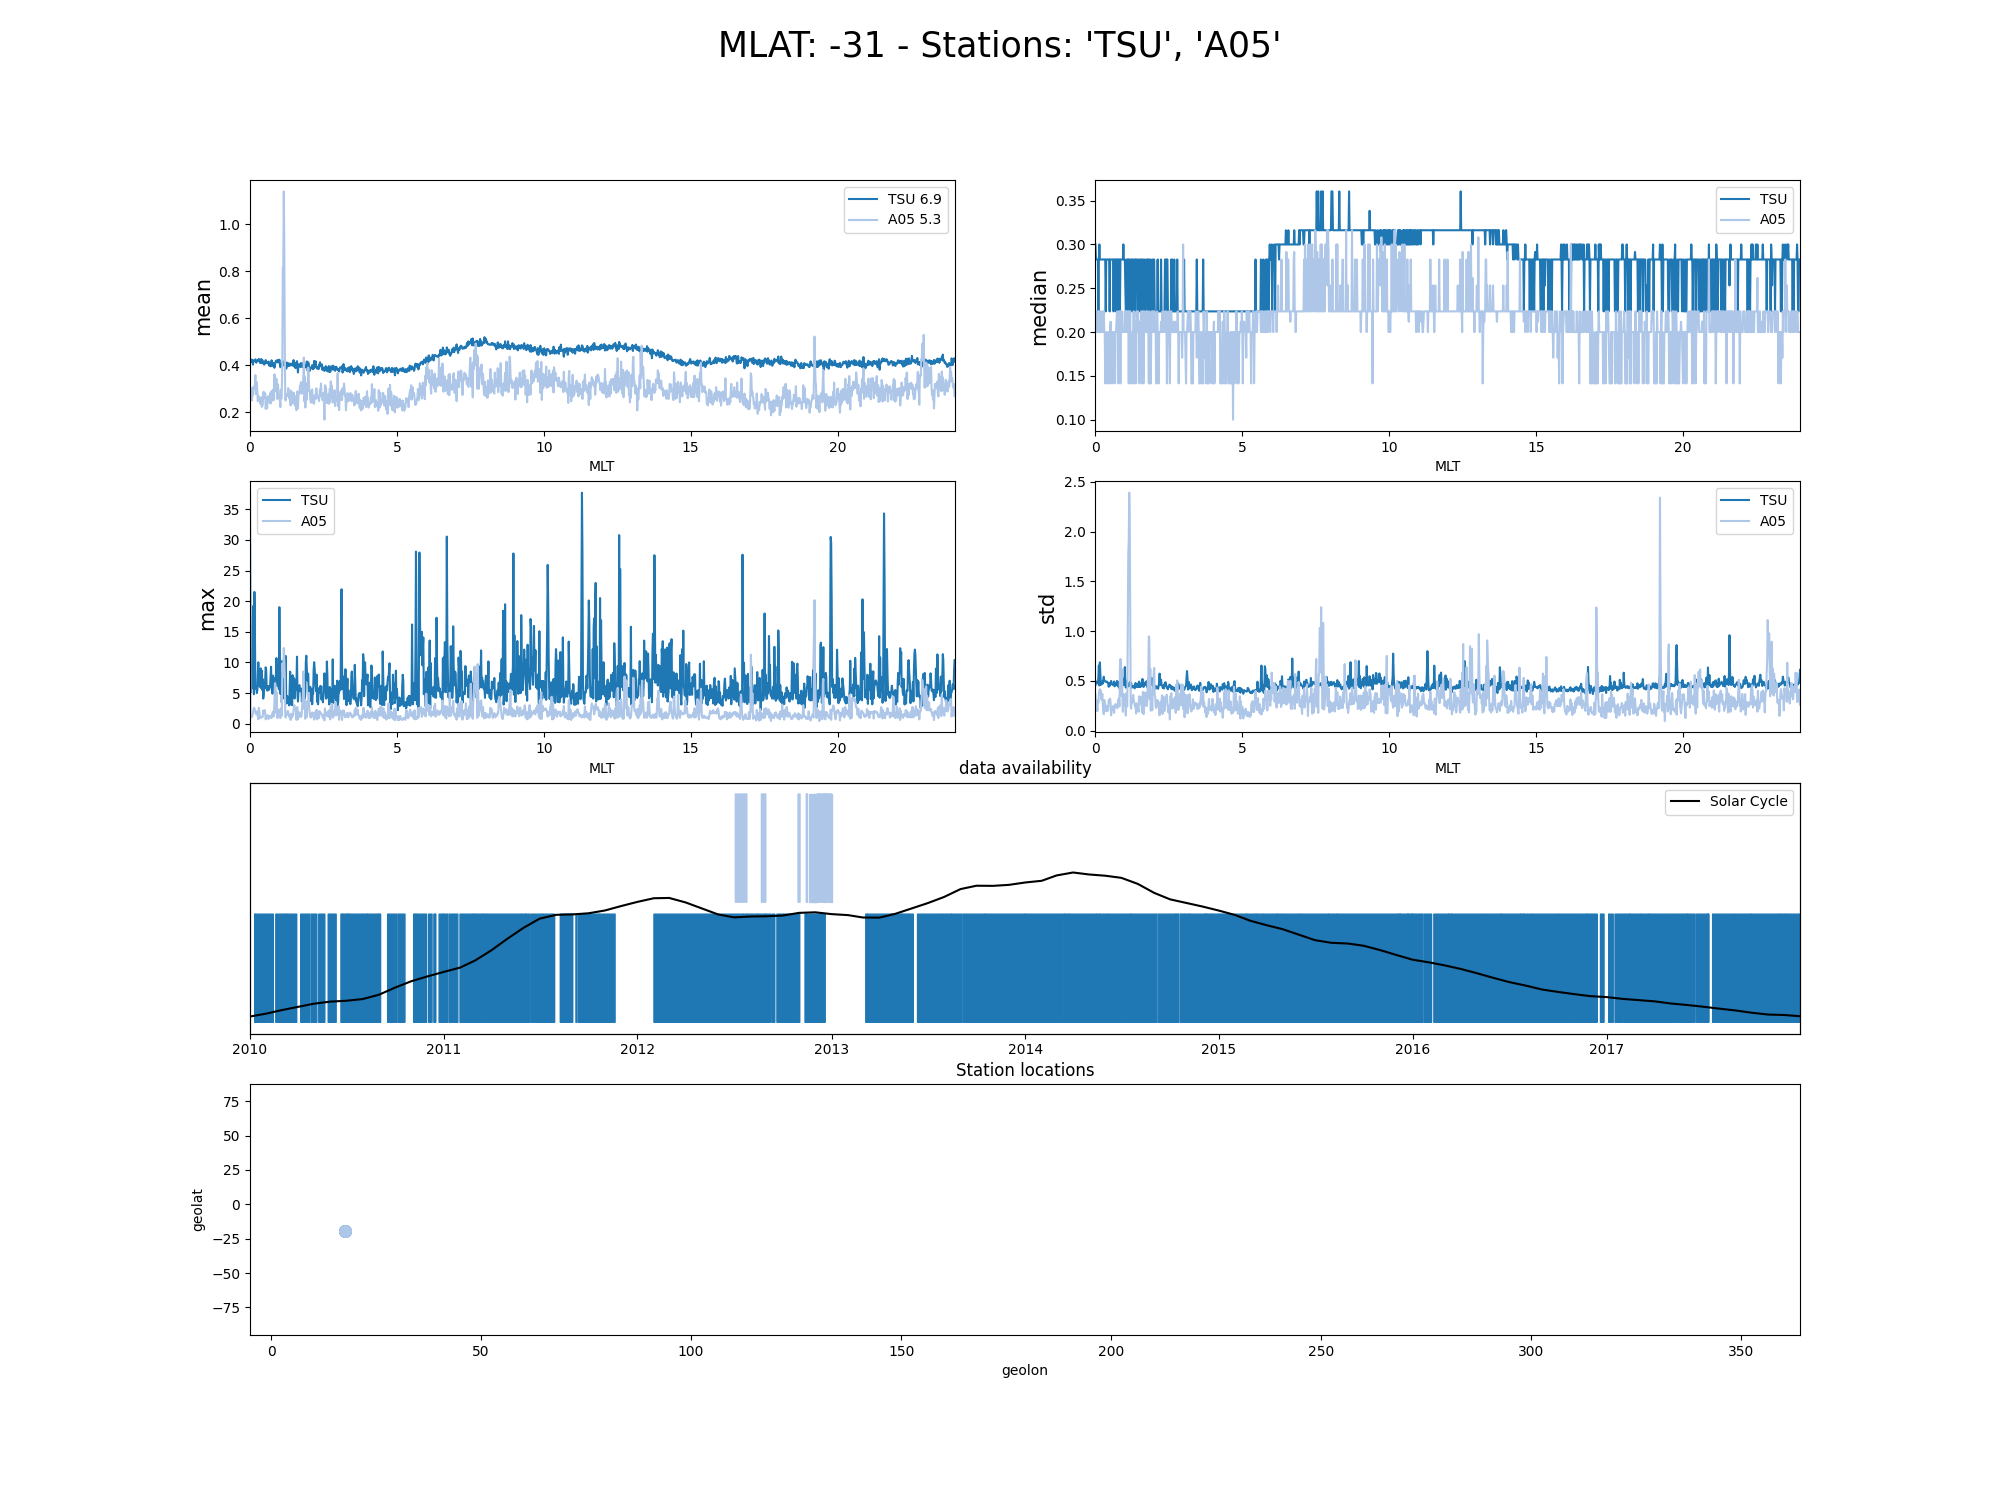 MLAT: -31 - Stations: 'TSU', 'A05'
mean
1.0
0.8
0.6
0.4
0.2
TSU 6.9
A05 5.3
0 5 10 15 20
MLT
median
0.35
0.30
0.25
0.20
0.15
0.10
TSU
A05
0 5 10 15 20
MLT
max
35
30
25
20
15
10
5
0
TSU
A05
0 5 10 15 20
MLT
std
2.5
2.0
1.5
1.0
0.5
0.0
TSU
A05
0 5 10 15 20
MLT
data availability
Solar Cycle
2010 2011 2012 2013 2014 2015 2016 2017
Station locations
geolat
75
50
25
0
−25
−50
−75
0 50 100 150 200 250 300 350
geolon